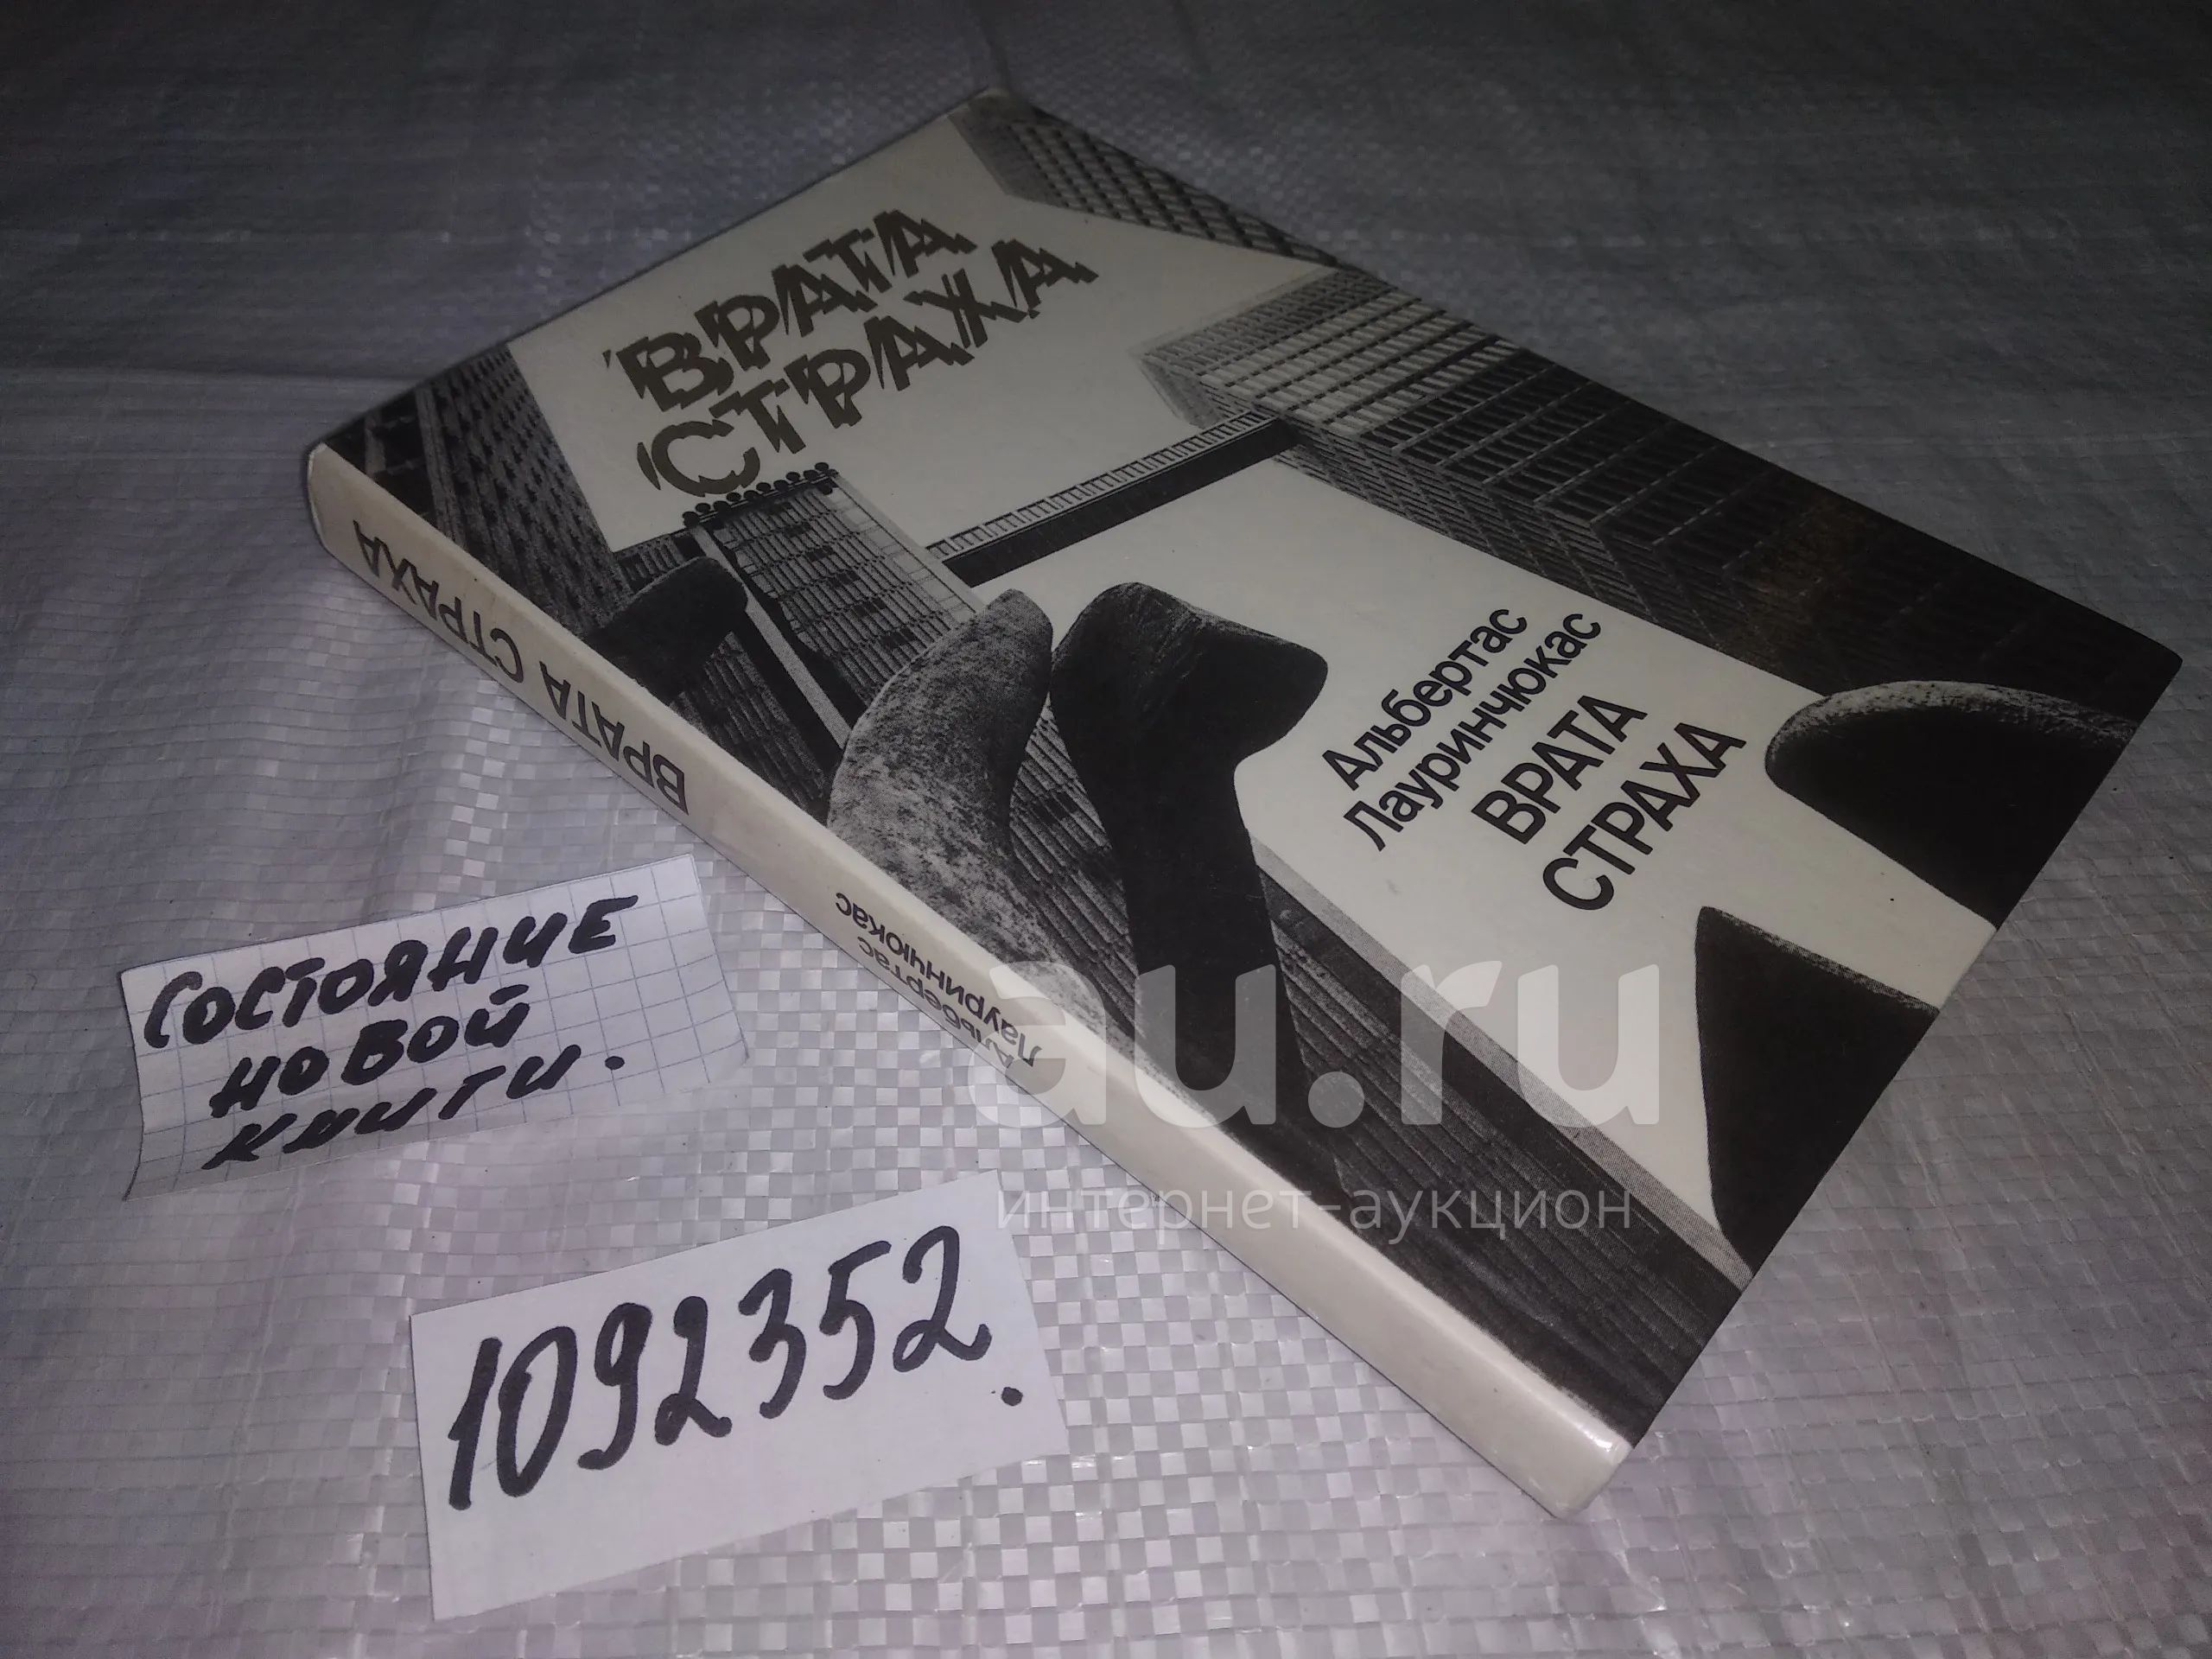 ВРАТА
СТРАХА
Альбертас
Лауринчюкас
ВРАТА
СТРАХА
ВРАТА СТРАХА
Альбертас
Лауринчюкас
СОСТОЯНИЕ
НОВОЙ
КНИГИ.
1092352.
au.ru
интернет-аукцион